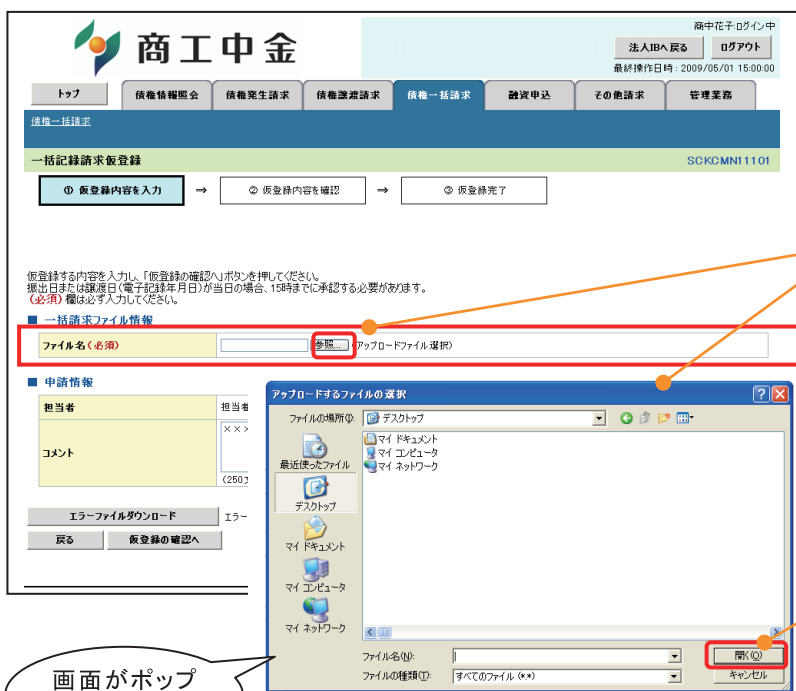 商中花子:ログイン中
商工中金
法人IBへ戻る ログアウト
最終操作日時:2009/05/01 15:00:00
トップ 債権情報照会 債権発生請求 債権譲渡請求 債権一括請求 融資申込 その他請求 管理業務
債権一括請求
一括記録請求仮登録 SCKCMN11101
① 仮登録内容を入力 ⇒ ② 仮登録内容を確認 ⇒ ③ 仮登録完了
仮登録する内容を入力し、「仮登録の確認へ」ボタンを押してください。
振出日または譲渡日(電子記録年月日)が当日の場合、15時までに承認する必要があります。
(必須)欄は必ず入力してください。
■ 一括請求ファイル情報
ファイル名(必須) 参照... (アップロードファイル選択)
■ 申請情報
担当者 担当者
コメント ×××
(250文
エラーファイルダウンロード エラー
戻る 仮登録の確認へ
アップロードするファイルの選択
ファイルの場所(I): デスクトップ
最近使ったファイル
デスクトップ
マイ ドキュメント
マイ コンピュータ
マイ ネットワーク
マイ ドキュメント
マイ コンピュータ
マイ ネットワーク
ファイル名(N): 開く(O)
ファイルの種類(T): すべてのファイル (*.*) キャンセル
画面がポップ